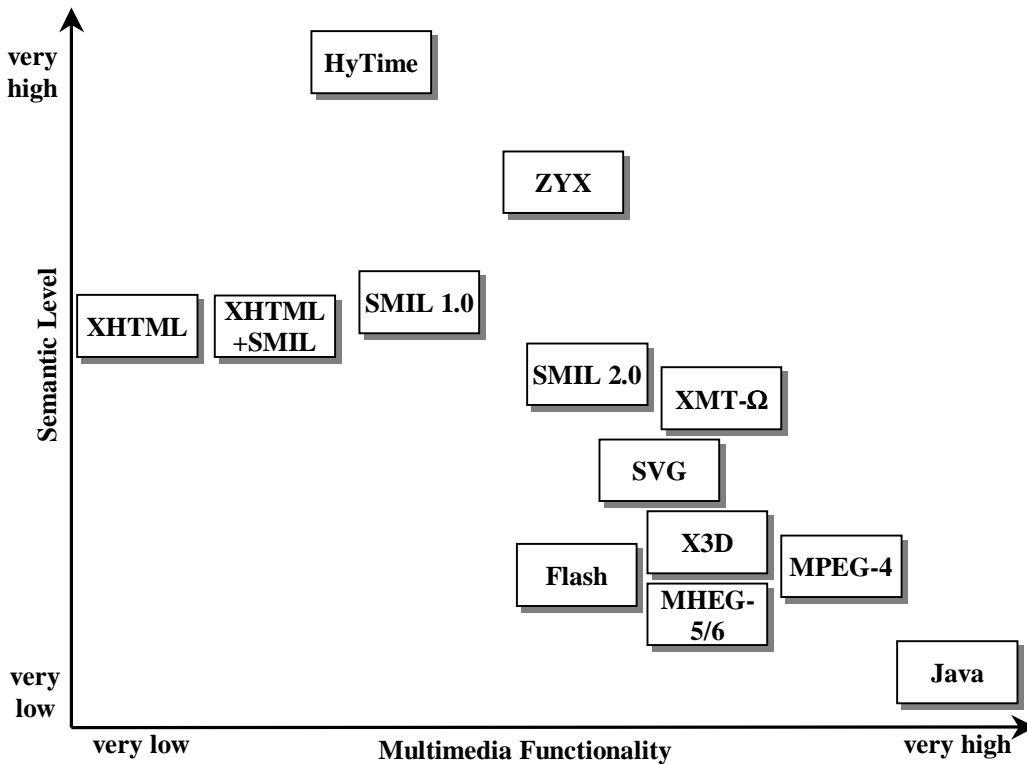 very
high
HyTime
ZYX
Semantic Level
XHTML
XHTML
+SMIL
SMIL 1.0
SMIL 2.0
XMT-Ω
SVG
X3D
Flash
MPEG-4
MHEG-
5/6
Java
very
low
very low
Multimedia Functionality
very high